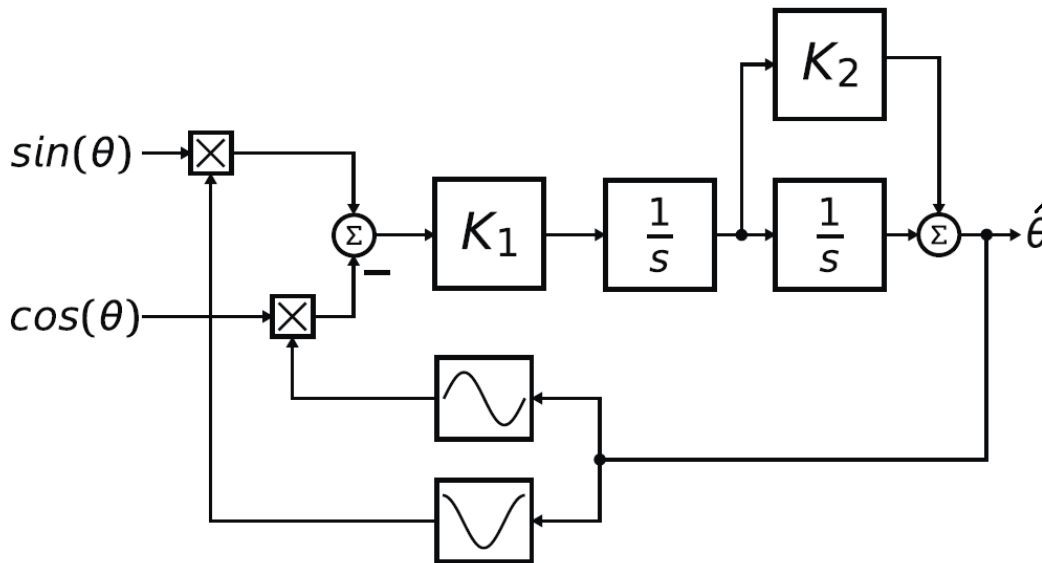 K₂
sin(θ)
Σ
K₁
1/s
1/s
Σ
θ̂
cos(θ)
−